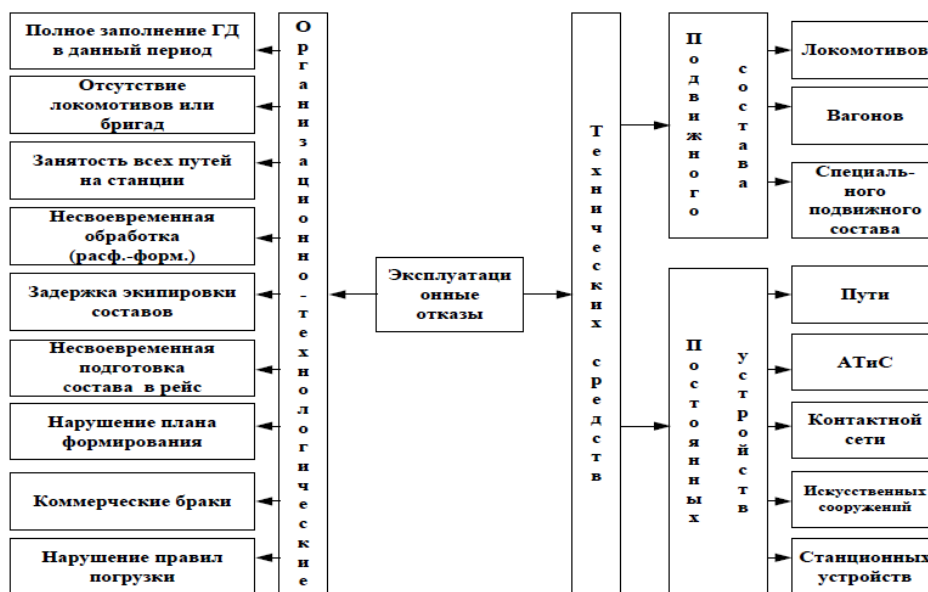 Полное заполнение ГД
в данный период
Отсутствие
локомотивов или
бригад
Занятость всех путей
на станции
Несвоевременная
обработка
(расф.-форм.)
Задержка экипировки
составов
Несвоевременная
подготовка
состава в рейс
Нарушение плана
формирования
Коммерческие браки
Нарушение правил
погрузки
Организационно-технологические
Эксплуатаци
онные
отказы
Технических средств
Подвижного
состава
Локомотивов
Вагонов
Специаль-
ного
подвижного
состава
Постоянных
устройств
Пути
АТиС
Контактной
сети
Искусственных
сооружений
Станционных
устройств